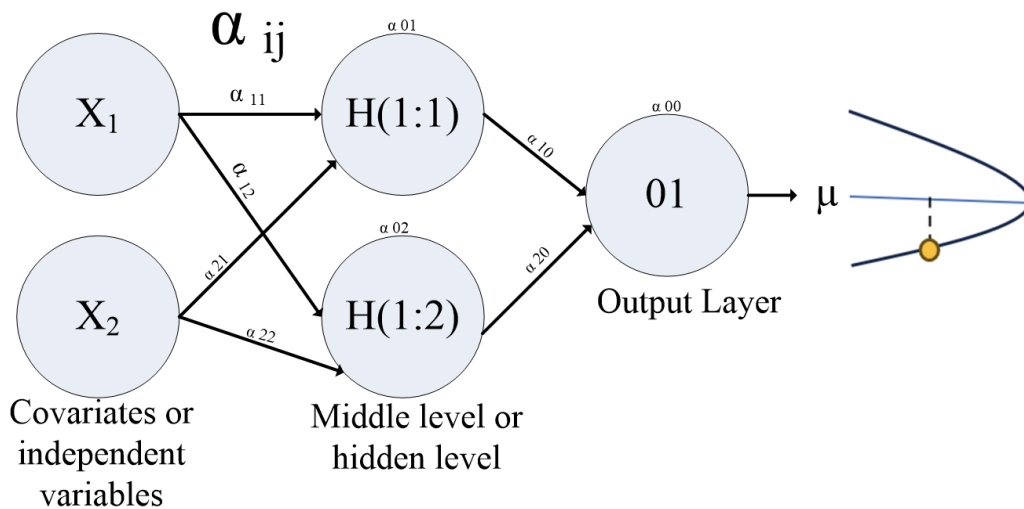 α ij
α 01
X1
α 11
H(1:1)
α 12
α 10
α 00
01
μ
α 21
α 02
α 20
X2
α 22
H(1:2)
Output Layer
Covariates or
independent
variables
Middle level or
hidden level